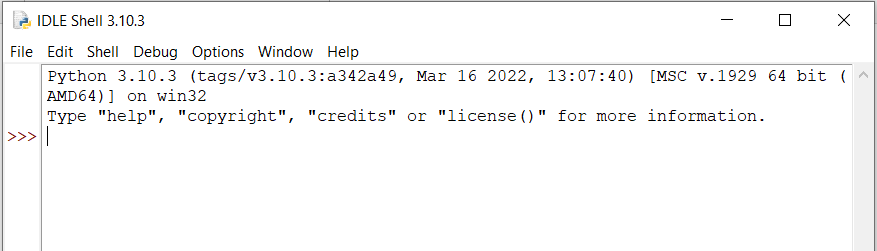 IDLE Shell 3.10.3
File Edit Shell Debug Options Window Help
Python 3.10.3 (tags/v3.10.3:a342a49, Mar 16 2022, 13:07:40) [MSC v.1929 64 bit (
AMD64)] on win32
Type "help", "copyright", "credits" or "license()" for more information.
>>>